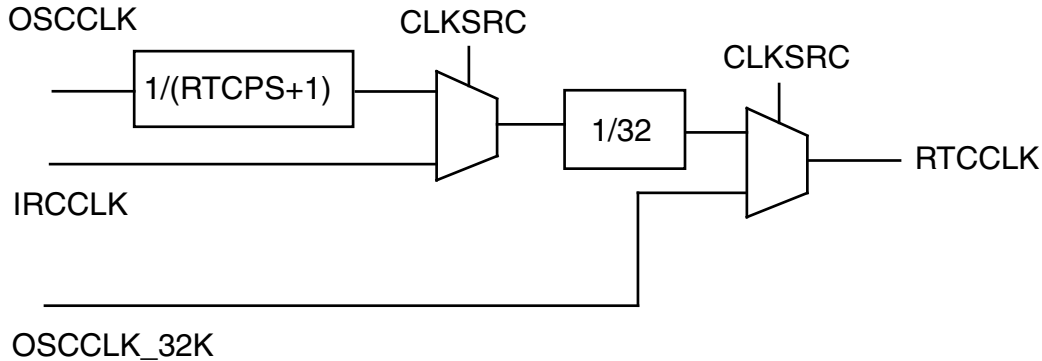 OSCCLK
CLKSRC
CLKSRC
1/(RTCPS+1)
1/32
RTCCLK
IRCCLK
OSCCLK_32K